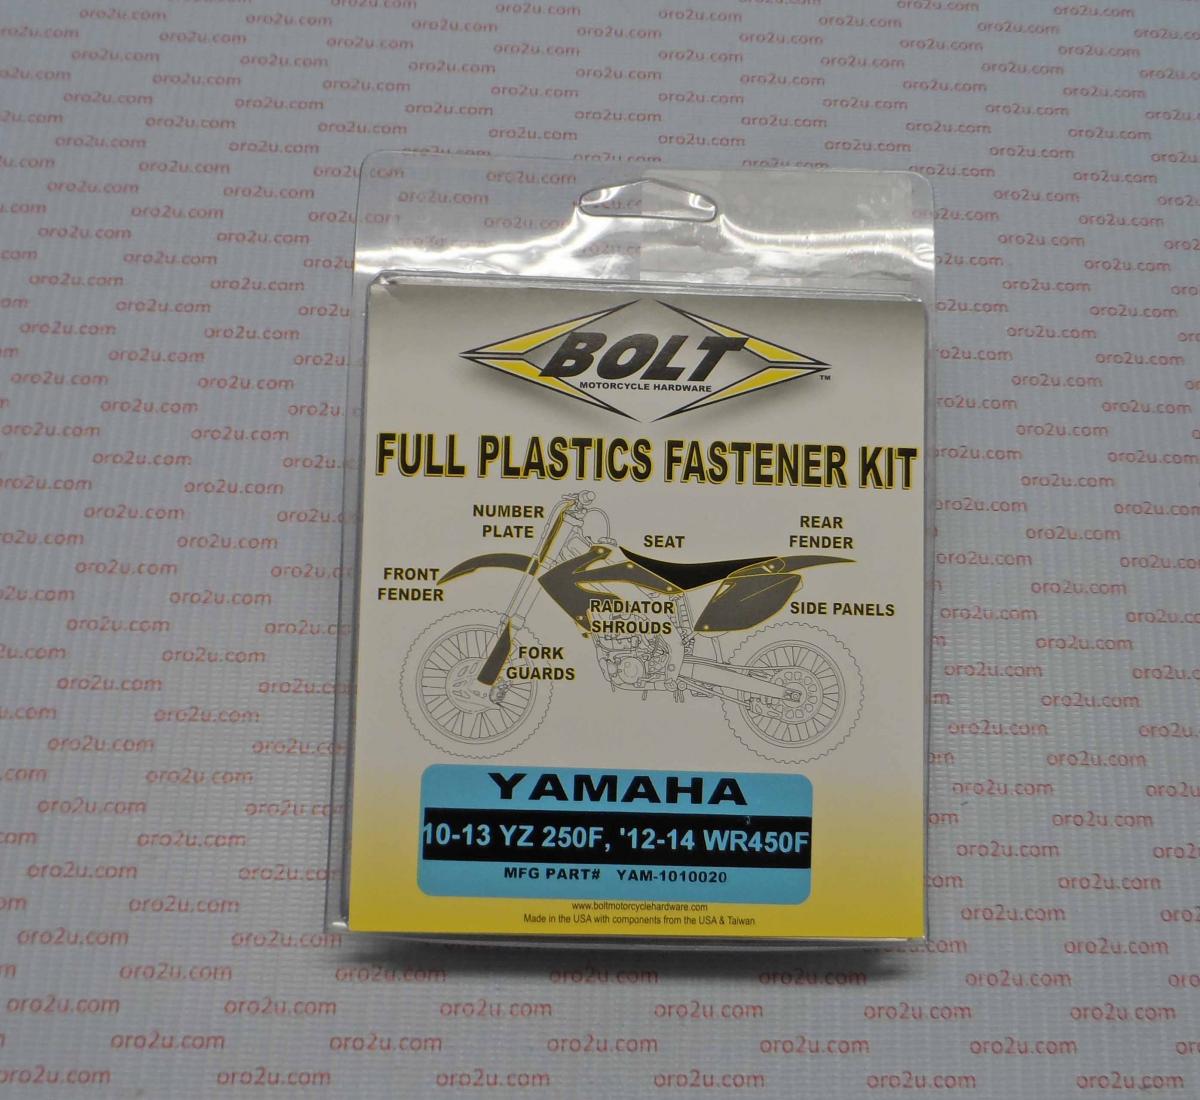 oro2u.com
BOLT
MOTORCYCLE HARDWARE
TM
FULL PLASTICS FASTENER KIT
NUMBER
PLATE
SEAT
REAR
FENDER
FRONT
FENDER
RADIATOR
SHROUDS
SIDE PANELS
FORK
GUARDS
YAMAHA
10-13 YZ 250F, '12-14 WR450F
MFG PART# YAM-1010020
www.boltmotorcyclehardware.com
Made in the USA with components from the USA & Taiwan